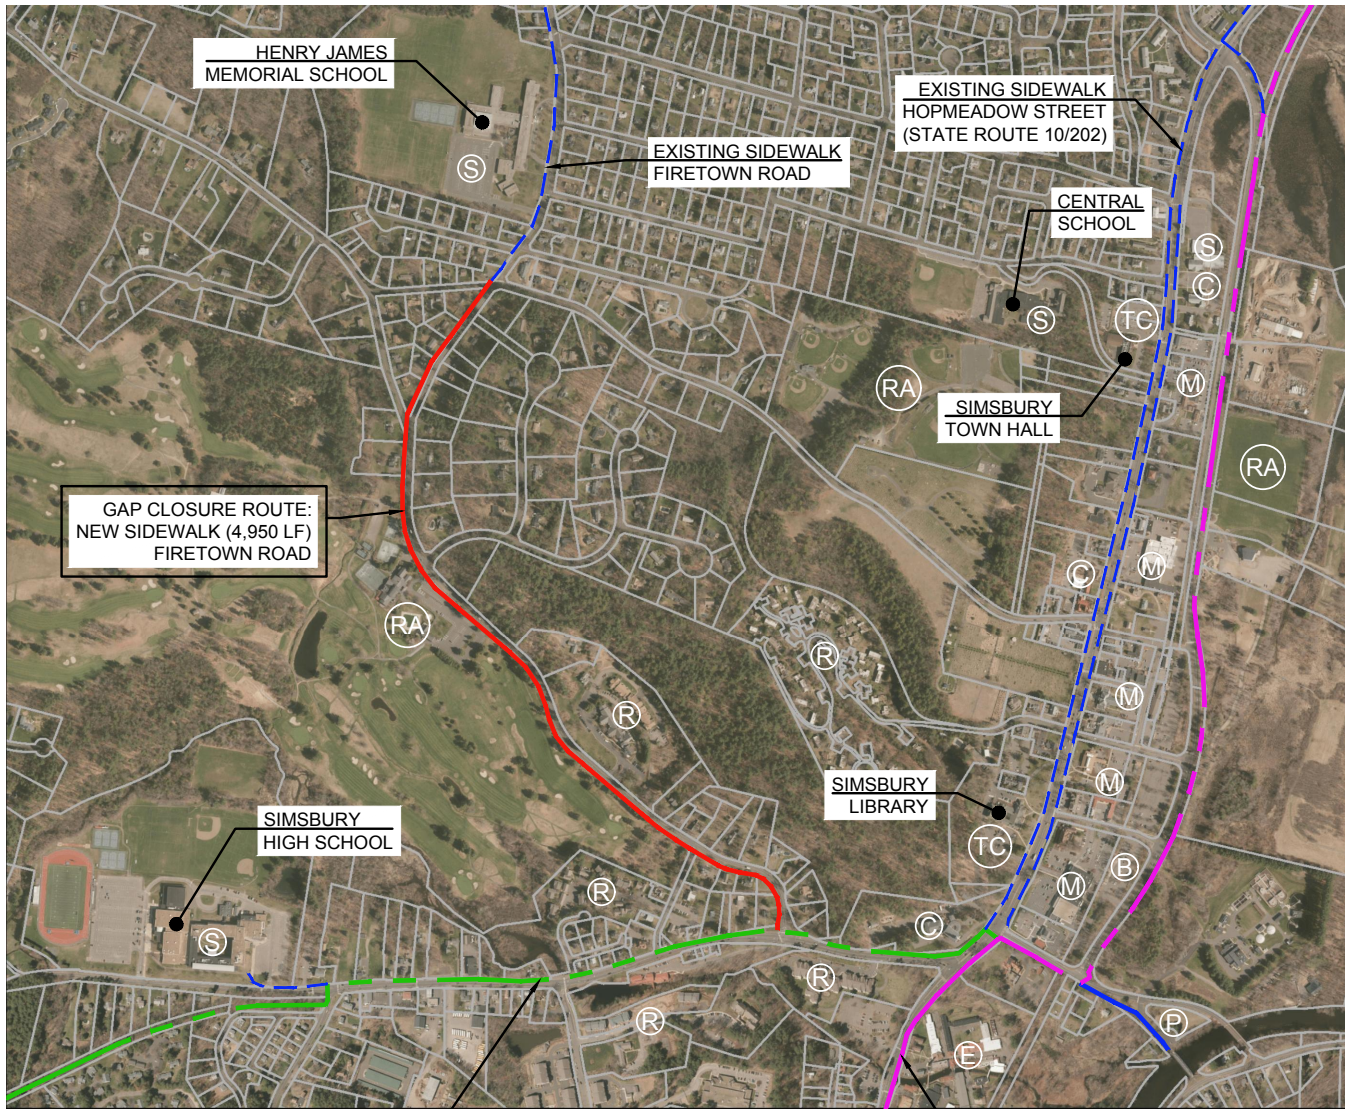 HENRY JAMES
MEMORIAL SCHOOL
S
EXISTING SIDEWALK
FIRETOWN ROAD
EXISTING SIDEWALK
HOPMEADOW STREET
(STATE ROUTE 10/202)
CENTRAL
SCHOOL
S
C
S
TC
M
RA
SIMSBURY
TOWN HALL
RA
GAP CLOSURE ROUTE:
NEW SIDEWALK (4,950 LF)
FIRETOWN ROAD
M
C
RA
R
R
M
M
SIMSBURY
LIBRARY
TC
SIMSBURY
HIGH SCHOOL
B
M
R
C
S
R
R
P
E